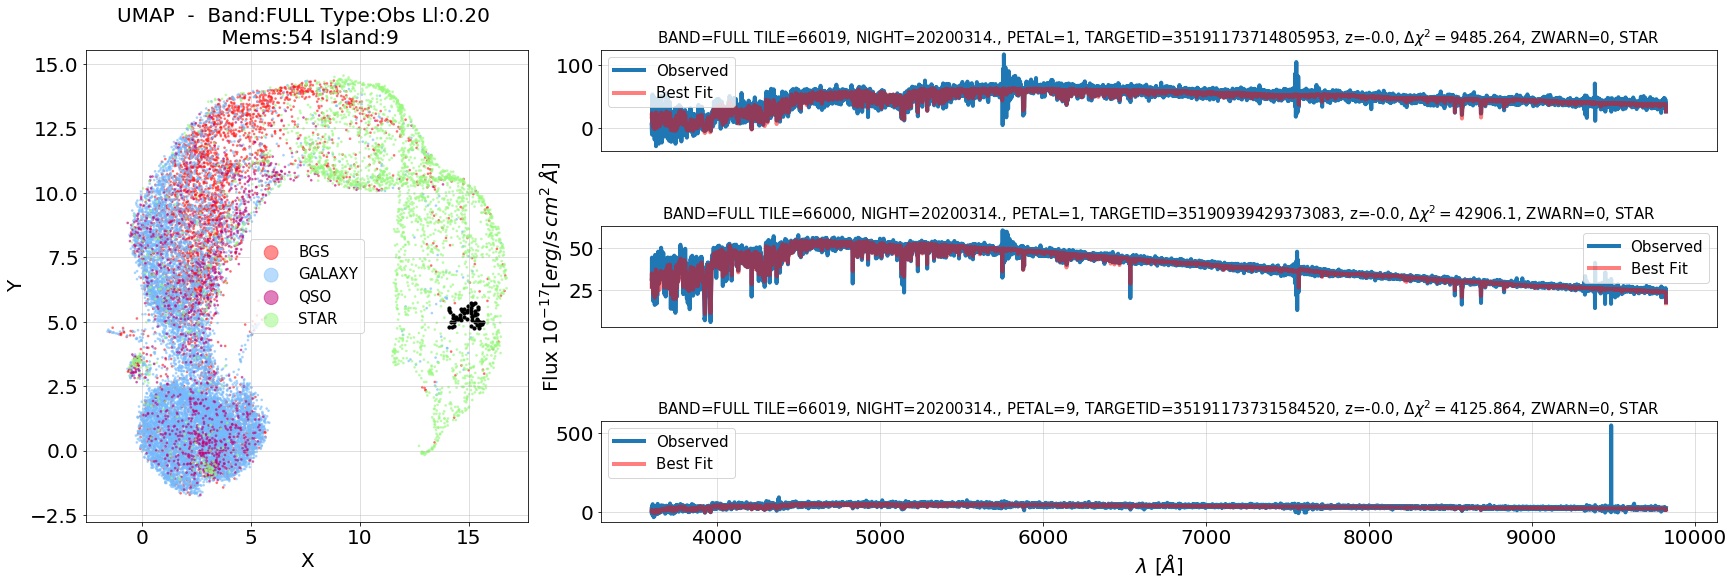 UMAP - Band:FULL Type:Obs Ll:0.20
Mems:54 Island:9
15.0
12.5
10.0
7.5
5.0
2.5
0.0
−2.5
Y
BGS
GALAXY
QSO
STAR
0
5
10
15
X
Flux 10⁻¹⁷[erg/s cm² Å]
BAND=FULL TILE=66019, NIGHT=20200314., PETAL=1, TARGETID=35191173714805953, z=-0.0, Δχ² = 9485.264, ZWARN=0, STAR
100
0
Observed
Best Fit
BAND=FULL TILE=66000, NIGHT=20200314., PETAL=1, TARGETID=35190939429373083, z=-0.0, Δχ² = 42906.1, ZWARN=0, STAR
50
25
Observed
Best Fit
BAND=FULL TILE=66019, NIGHT=20200314., PETAL=9, TARGETID=35191173731584520, z=-0.0, Δχ² = 4125.864, ZWARN=0, STAR
500
0
Observed
Best Fit
4000
5000
6000
7000
8000
9000
10000
λ [Å]